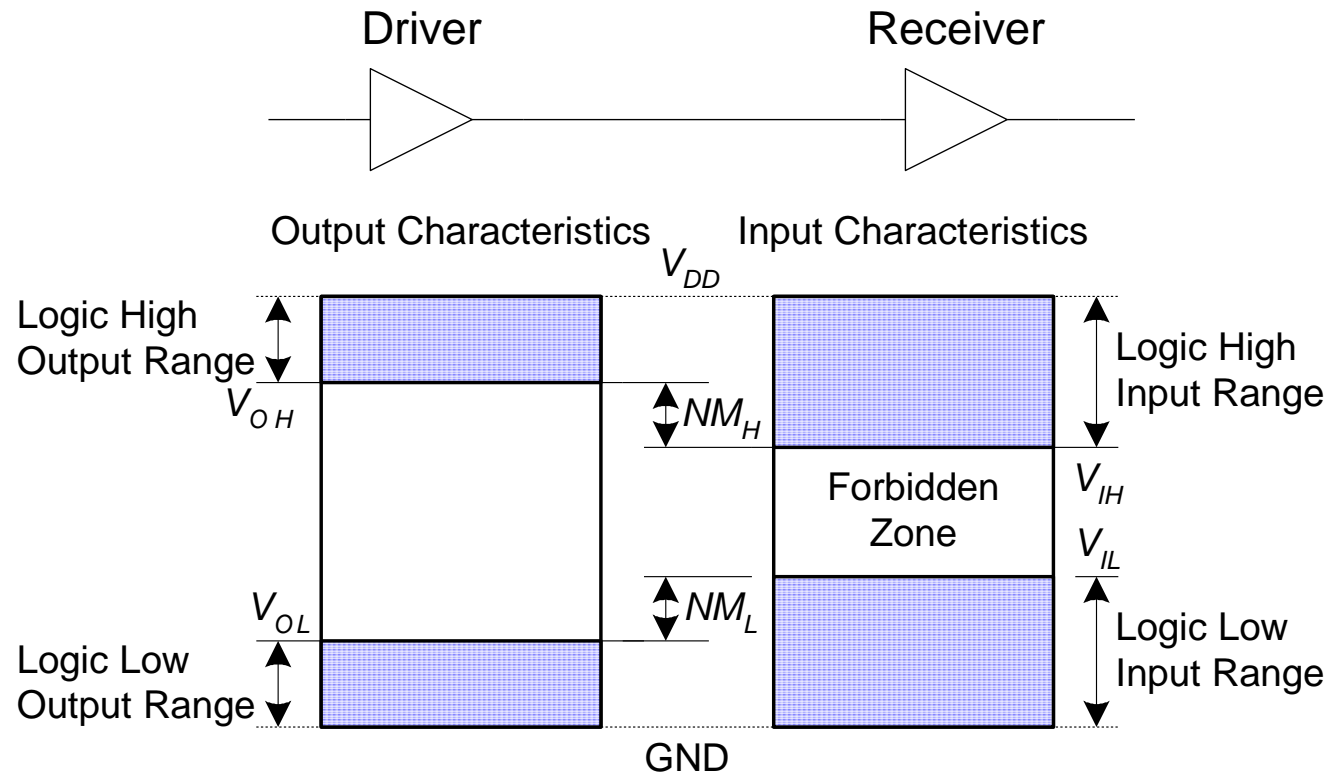 Driver
Receiver
Output Characteristics
Input Characteristics
V_DD
Logic High
Output Range
Logic High
Input Range
V_OH
NM_H
Forbidden
Zone
V_IH
V_IL
V_OL
NM_L
Logic Low
Output Range
Logic Low
Input Range
GND